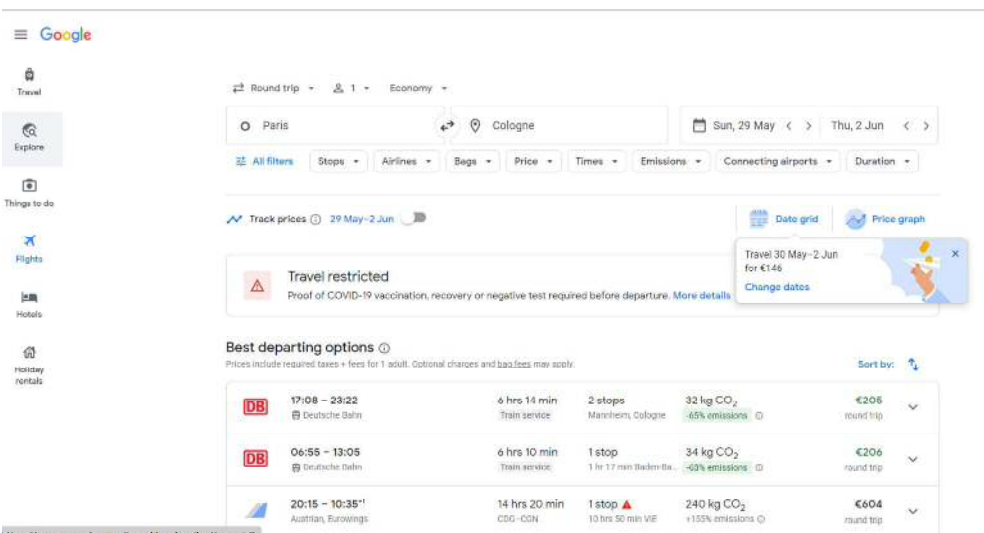 Google
Travel
Explore
Things to do
Flights
Hotels
Holiday
rentals
Round trip 1 Economy
Paris Cologne Sun, 29 May < > Thu, 2 Jun < >
All filters Stops Airlines Bags Price Times Emissions Connecting airports Duration
Track prices 29 May–2 Jun Date grid Price graph
Travel 30 May–2 Jun
for €146
Change dates
Travel restricted
Proof of COVID-19 vaccination, recovery or negative test required before departure. More details
Best departing options
Prices include required taxes + fees for 1 adult. Optional charges and bag fees may apply.
Sort by:
DB 17:08 – 23:22 6 hrs 14 min 2 stops 32 kg CO₂ €206
Deutsche Bahn Train service Mannheim, Cologne -65% emissions round trip
DB 06:55 – 13:05 6 hrs 10 min 1 stop 34 kg CO₂ €206
Deutsche Bahn Train service 1 hr 17 min Baden-Ba... -63% emissions round trip
20:15 – 10:35+1 14 hrs 20 min 1 stop 240 kg CO₂ €604
Austrian, Eurowings CDG–CGN 10 hrs 50 min VIE +155% emissions round trip